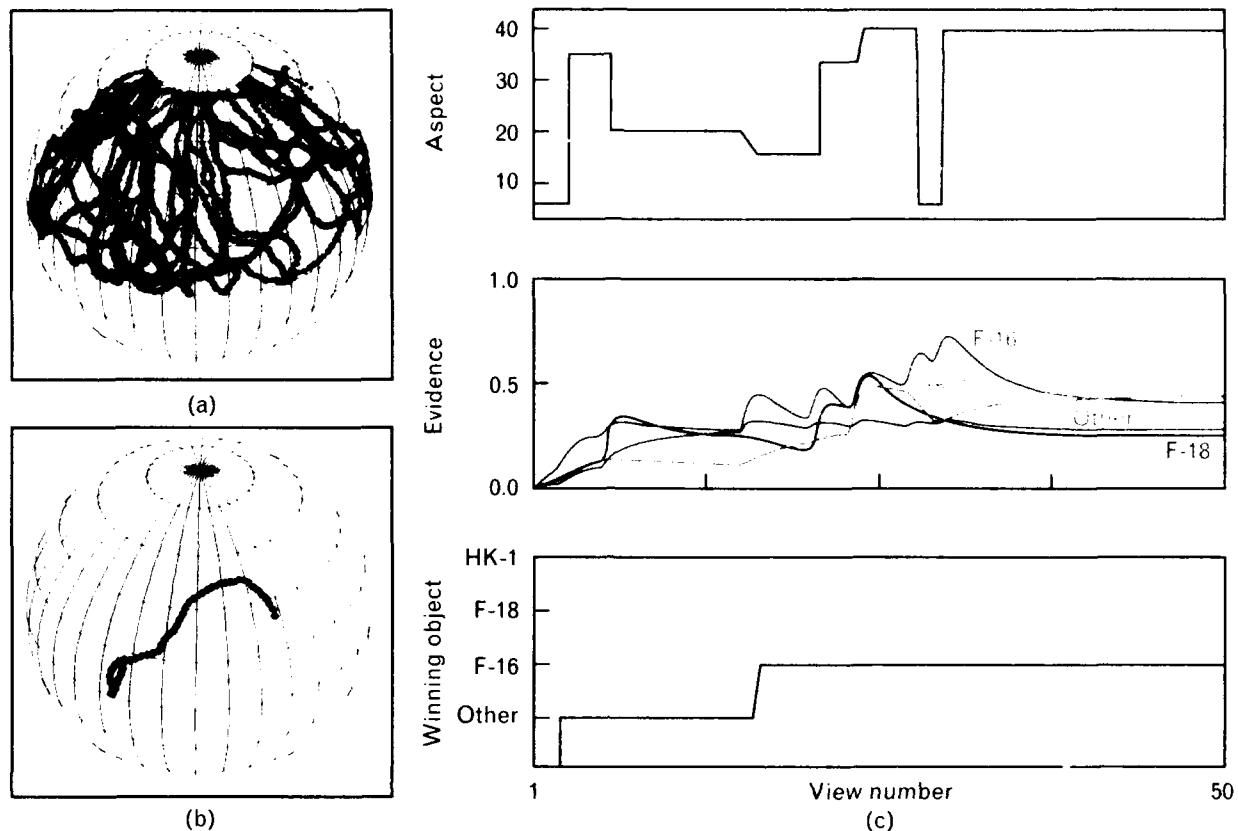 (a)
(b)
Aspect
40
30
20
10
Evidence
1.0
0.5
0.0
F-16
Other
F-18
Winning object
HK-1
F-18
F-16
Other
1
View number
50
(c)